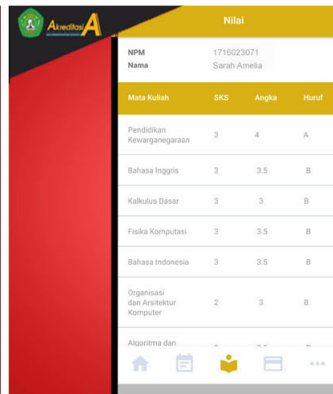 Akreditasi A
Nilai
NPM 1716023071
Nama Sarah Amelia
Mata Kuliah SKS Angka Huruf
Pendidikan
Kewarganegaraan 3 4 A
Bahasa Inggris 3 3.5 B
Kalkulus Dasar 3 3 B
Fisika Komputasi 3 3.5 B
Bahasa Indonesia 3 3.5 B
Organisasi
dan Arsitektur
Komputer 2 3 B
Algoritma dan